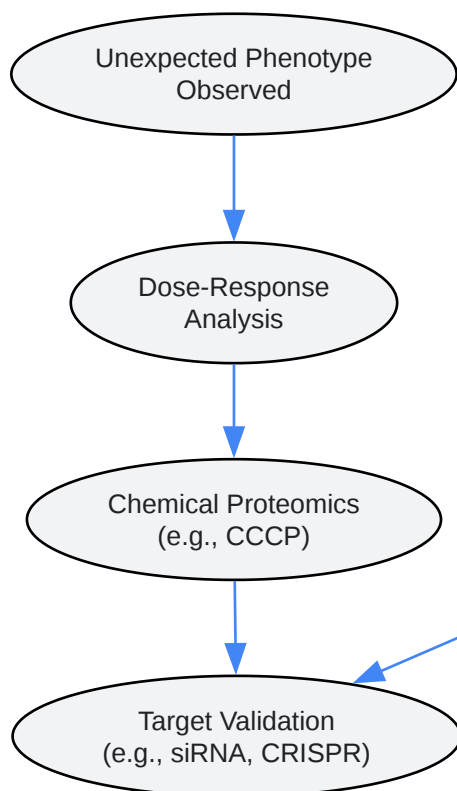 Unexpected Phenotype
Observed
Dose-Response
Analysis
Chemical Proteomics
(e.g., CCCP)
Target Validation
(e.g., siRNA, CRISPR)